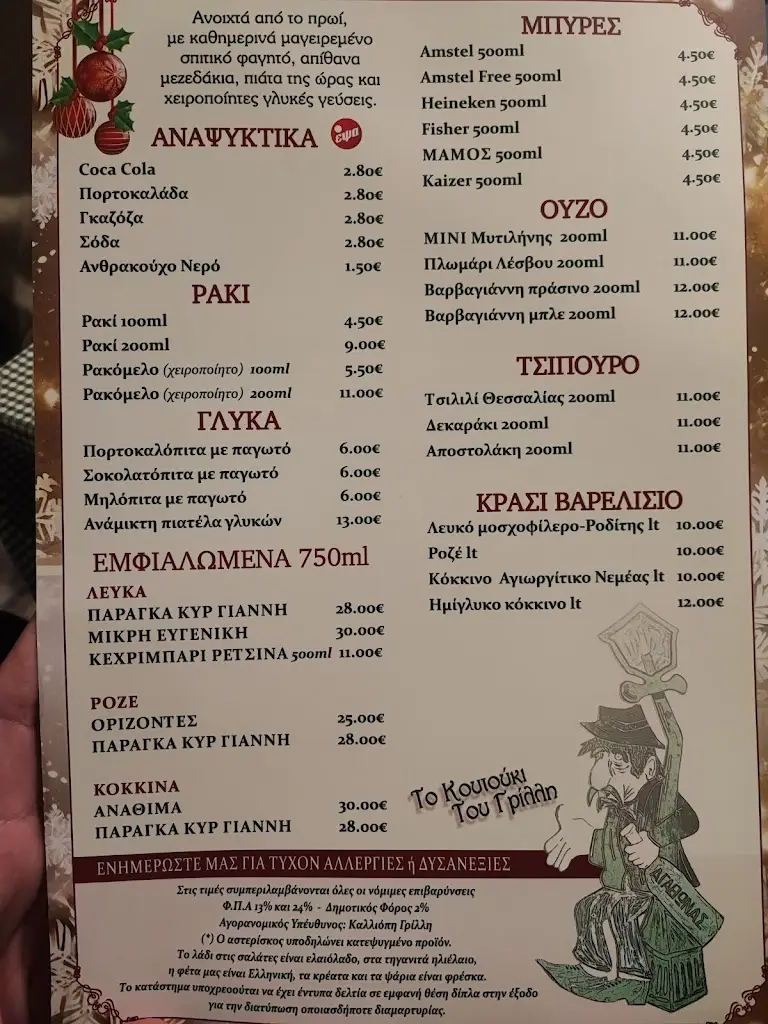 Ανοιχτά από το πρωί,
με καθημερινά μαγειρεμένο
σπιτικό φαγητό, απίθανα
μεζεδάκια, πιάτα της ώρας και
χειροποίητες γλυκές γεύσεις.
ΑΝΑΨΥΚΤΙΚΑ έψα
Coca Cola 2.80€
Πορτοκαλάδα 2.80€
Γκαζόζα 2.80€
Σόδα 2.80€
Ανθρακούχο Νερό 1.50€
ΡΑΚΙ
Ρακί 100ml 4.50€
Ρακί 200ml 9.00€
Ρακόμελο (χειροποίητο) 100ml 5.50€
Ρακόμελο (χειροποίητο) 200ml 11.00€
ΓΛΥΚΑ
Πορτοκαλόπιτα με παγωτό 6.00€
Σοκολατόπιτα με παγωτό 6.00€
Μηλόπιτα με παγωτό 6.00€
Ανάμικτη πιατέλα γλυκών 13.00€
ΕΜΦΙΑΛΩΜΕΝΑ 750ml
ΛΕΥΚΑ
ΠΑΡΑΓΚΑ ΚΥΡ ΓΙΑΝΝΗ 28.00€
ΜΙΚΡΗ ΕΥΓΕΝΙΚΗ 30.00€
ΚΕΧΡΙΜΠΑΡΙ ΡΕΤΣΙΝΑ 500ml 11.00€
ΡΟΖΕ
ΟΡΙΖΟΝΤΕΣ 25.00€
ΠΑΡΑΓΚΑ ΚΥΡ ΓΙΑΝΝΗ 28.00€
ΚΟΚΚΙΝΑ
ΑΝΑΘΙΜΑ 30.00€
ΠΑΡΑΓΚΑ ΚΥΡ ΓΙΑΝΝΗ 28.00€
ΜΠΥΡΕΣ
Amstel 500ml 4.50€
Amstel Free 500ml 4.50€
Heineken 500ml 4.50€
Fisher 500ml 4.50€
ΜΑΜΟΣ 500ml 4.50€
Kaizer 500ml 4.50€
ΟΥΖΟ
ΜΙΝΙ Μυτιλήνης 200ml 11.00€
Πλωμάρι Λέσβου 200ml 11.00€
Βαρβαγιάννη πράσινο 200ml 12.00€
Βαρβαγιάννη μπλε 200ml 12.00€
ΤΣΙΠΟΥΡΟ
Τσιλιλί Θεσσαλίας 200ml 11.00€
Δεκαράκι 200ml 11.00€
Αποστολάκη 200ml 11.00€
ΚΡΑΣΙ ΒΑΡΕΛΙΣΙΟ
Λευκό μοσχοφίλερο-Ροδίτης lt 10.00€
Ροζέ lt 10.00€
Κόκκινο Αγιωργίτικο Νεμέας lt 10.00€
Ημίγλυκο κόκκινο lt 12.00€
Το Κουτούκι
Του Γρίλλη
ΑΓΑΘΩΝΑΣ
ΕΝΗΜΕΡΩΣΤΕ ΜΑΣ ΓΙΑ ΤΥΧΟΝ ΑΛΛΕΡΓΙΕΣ ή ΔΥΣΑΝΕΞΙΕΣ
Στις τιμές συμπεριλαμβάνονται όλες οι νόμιμες επιβαρύνσεις
Φ.Π.Α 13% και 24% - Δημοτικός Φόρος 2%
Αγορανομικός Υπέυθυνος: Καλλιόπη Γρίλλη
(*) Ο αστερίσκος υποδηλώνει κατεψυγμένο προϊόν.
Το λάδι στις σαλάτες είναι ελαιόλαδο, στα τηγανιτά ηλιέλαιο,
η φέτα μας είναι Ελληνική, τα κρέατα και τα ψάρια είναι φρέσκα.
Το κατάστημα υποχρεοούται να έχει έντυπα δελτία σε εμφανή θέση δίπλα στην έξοδο
για την διατύπωση οποιασδήποτε διαμαρτυρίας.